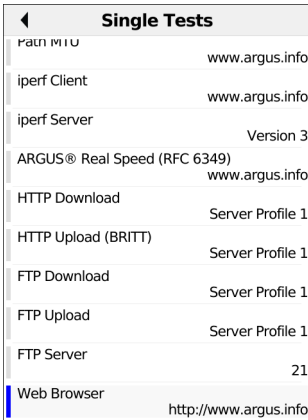 Single Tests
Path MTU
www.argus.info
iperf Client
www.argus.info
iperf Server
Version 3
ARGUS® Real Speed (RFC 6349)
www.argus.info
HTTP Download
Server Profile 1
HTTP Upload (BRITT)
Server Profile 1
FTP Download
Server Profile 1
FTP Upload
Server Profile 1
FTP Server
21
Web Browser
http://www.argus.info